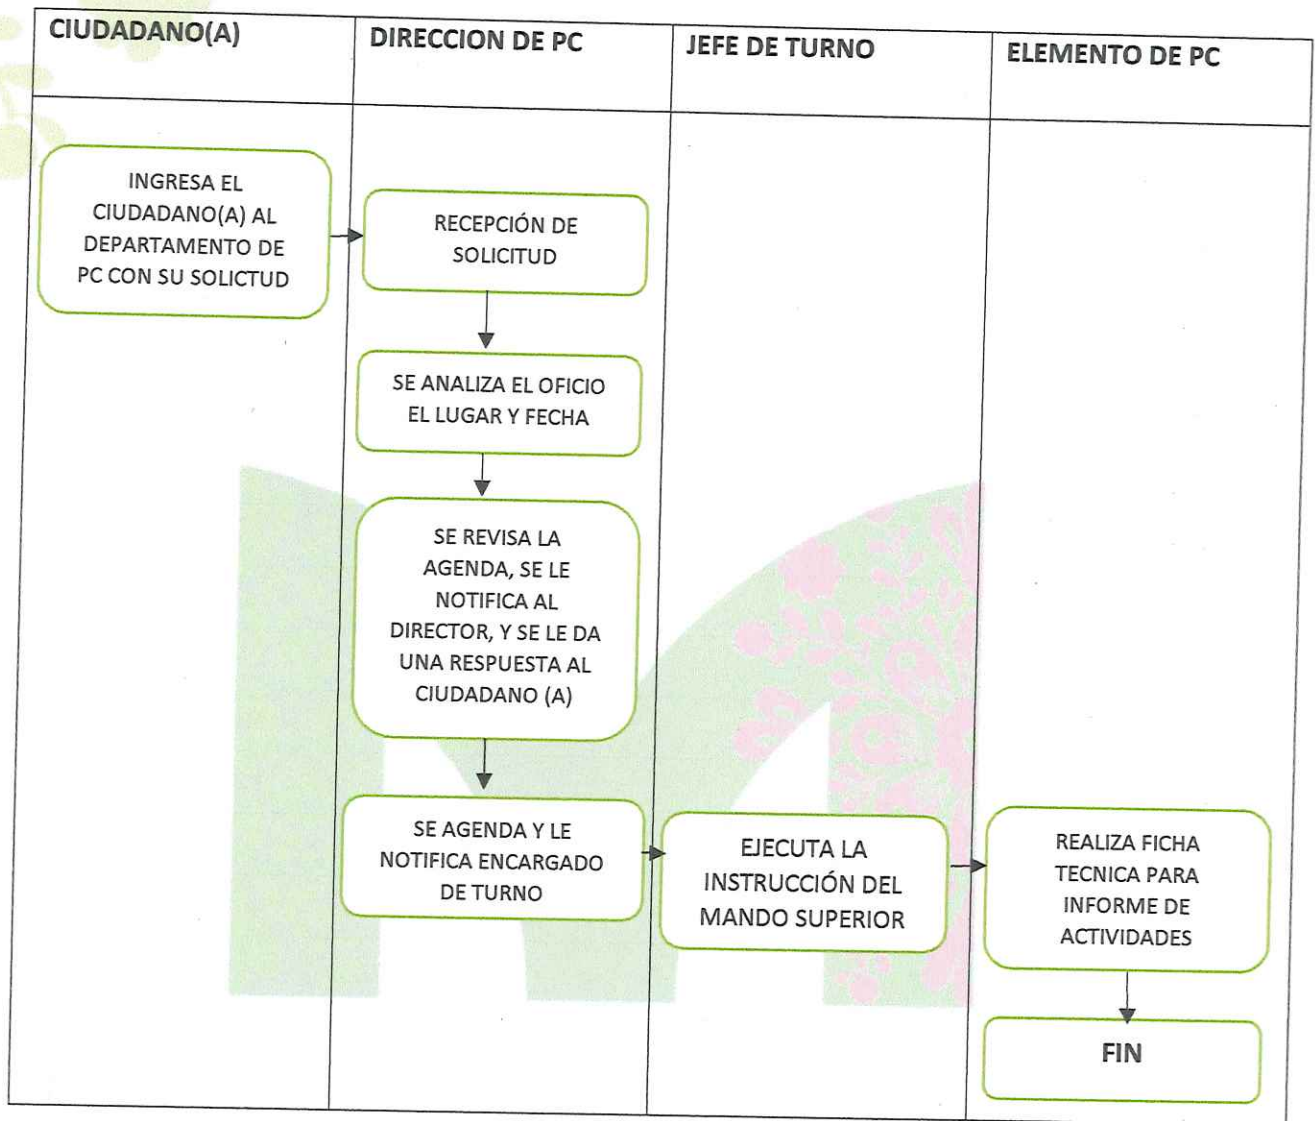 CIUDADANO(A)
DIRECCION DE PC
JEFE DE TURNO
ELEMENTO DE PC
INGRESA EL
CIUDADANO(A) AL
DEPARTAMENTO DE
PC CON SU SOLICTUD
RECEPCIÓN DE
SOLICITUD
SE ANALIZA EL OFICIO
EL LUGAR Y FECHA
SE REVISA LA
AGENDA, SE LE
NOTIFICA AL
DIRECTOR, Y SE LE DA
UNA RESPUESTA AL
CIUDADANO (A)
SE AGENDA Y LE
NOTIFICA ENCARGADO
DE TURNO
EJECUTA LA
INSTRUCCIÓN DEL
MANDO SUPERIOR
REALIZA FICHA
TECNICA PARA
INFORME DE
ACTIVIDADES
FIN